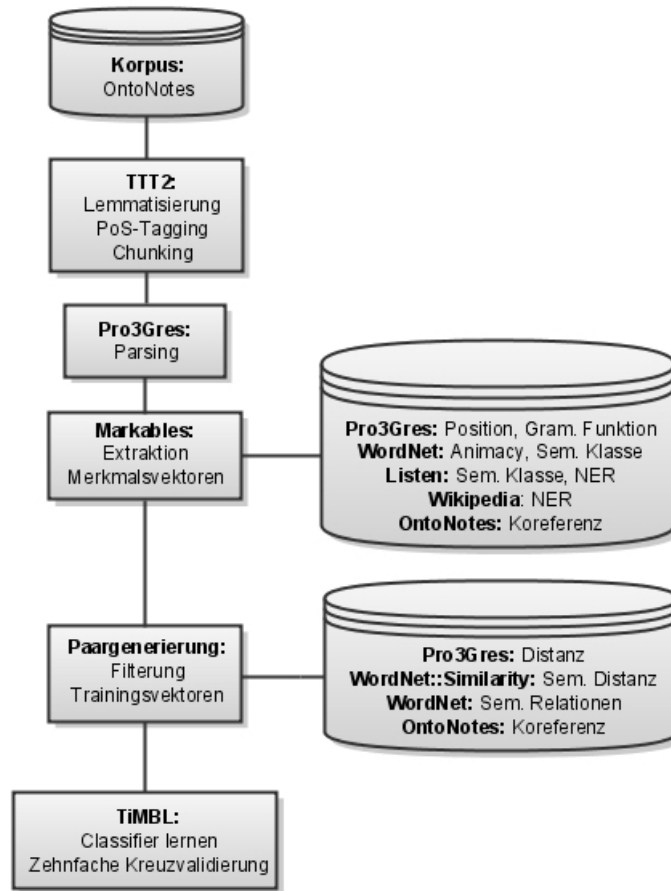 Korpus:
OntoNotes
TTT2:
Lemmatisierung
PoS-Tagging
Chunking
Pro3Gres:
Parsing
Markables:
Extraktion
Merkmalsvektoren
Pro3Gres: Position, Gram. Funktion
WordNet: Animacy, Sem. Klasse
Listen: Sem. Klasse, NER
Wikipedia: NER
OntoNotes: Koreferenz
Paargenerierung:
Filterung
Trainingsvektoren
Pro3Gres: Distanz
WordNet::Similarity: Sem. Distanz
WordNet: Sem. Relationen
OntoNotes: Koreferenz
TiMBL:
Classifier lernen
Zehnfache Kreuzvalidierung